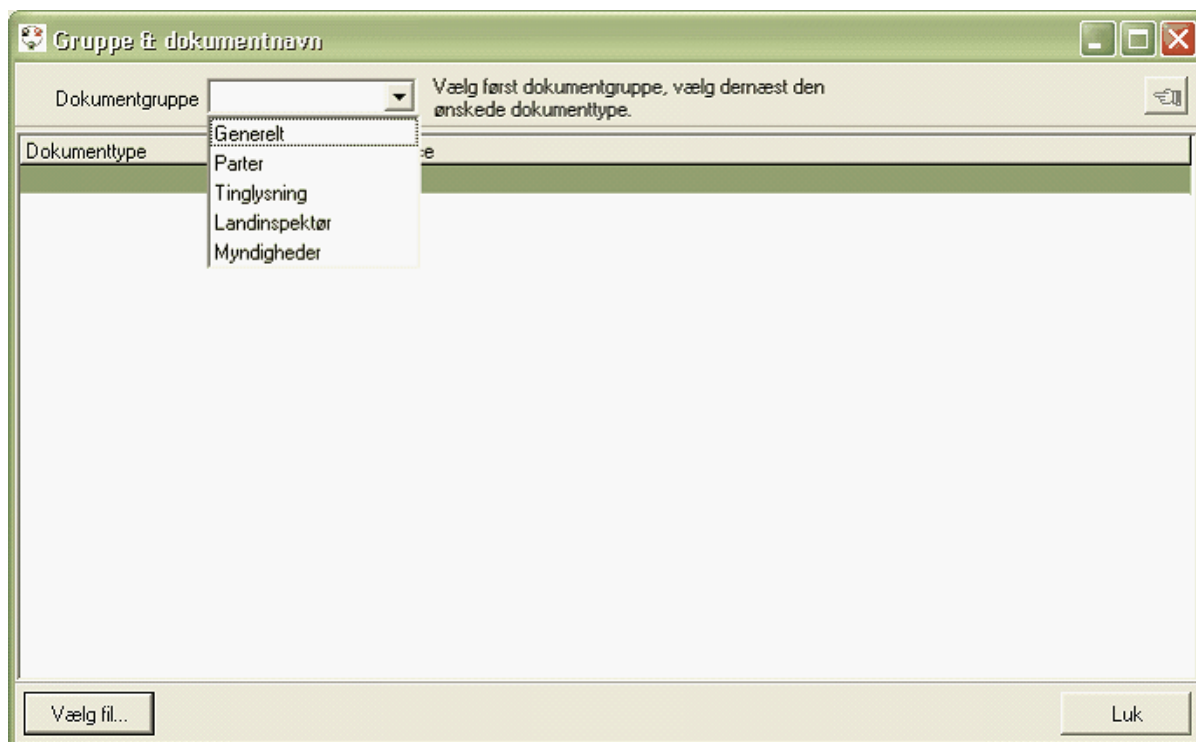 Gruppe & dokumentnavn
Dokumentgruppe
Vælg først dokumentgruppe, vælg dernæst den
ønskede dokumenttype.
Generelt
Parter
Tinglysning
Landinspektør
Myndigheder
Dokumenttype
Vælg fil...
Luk